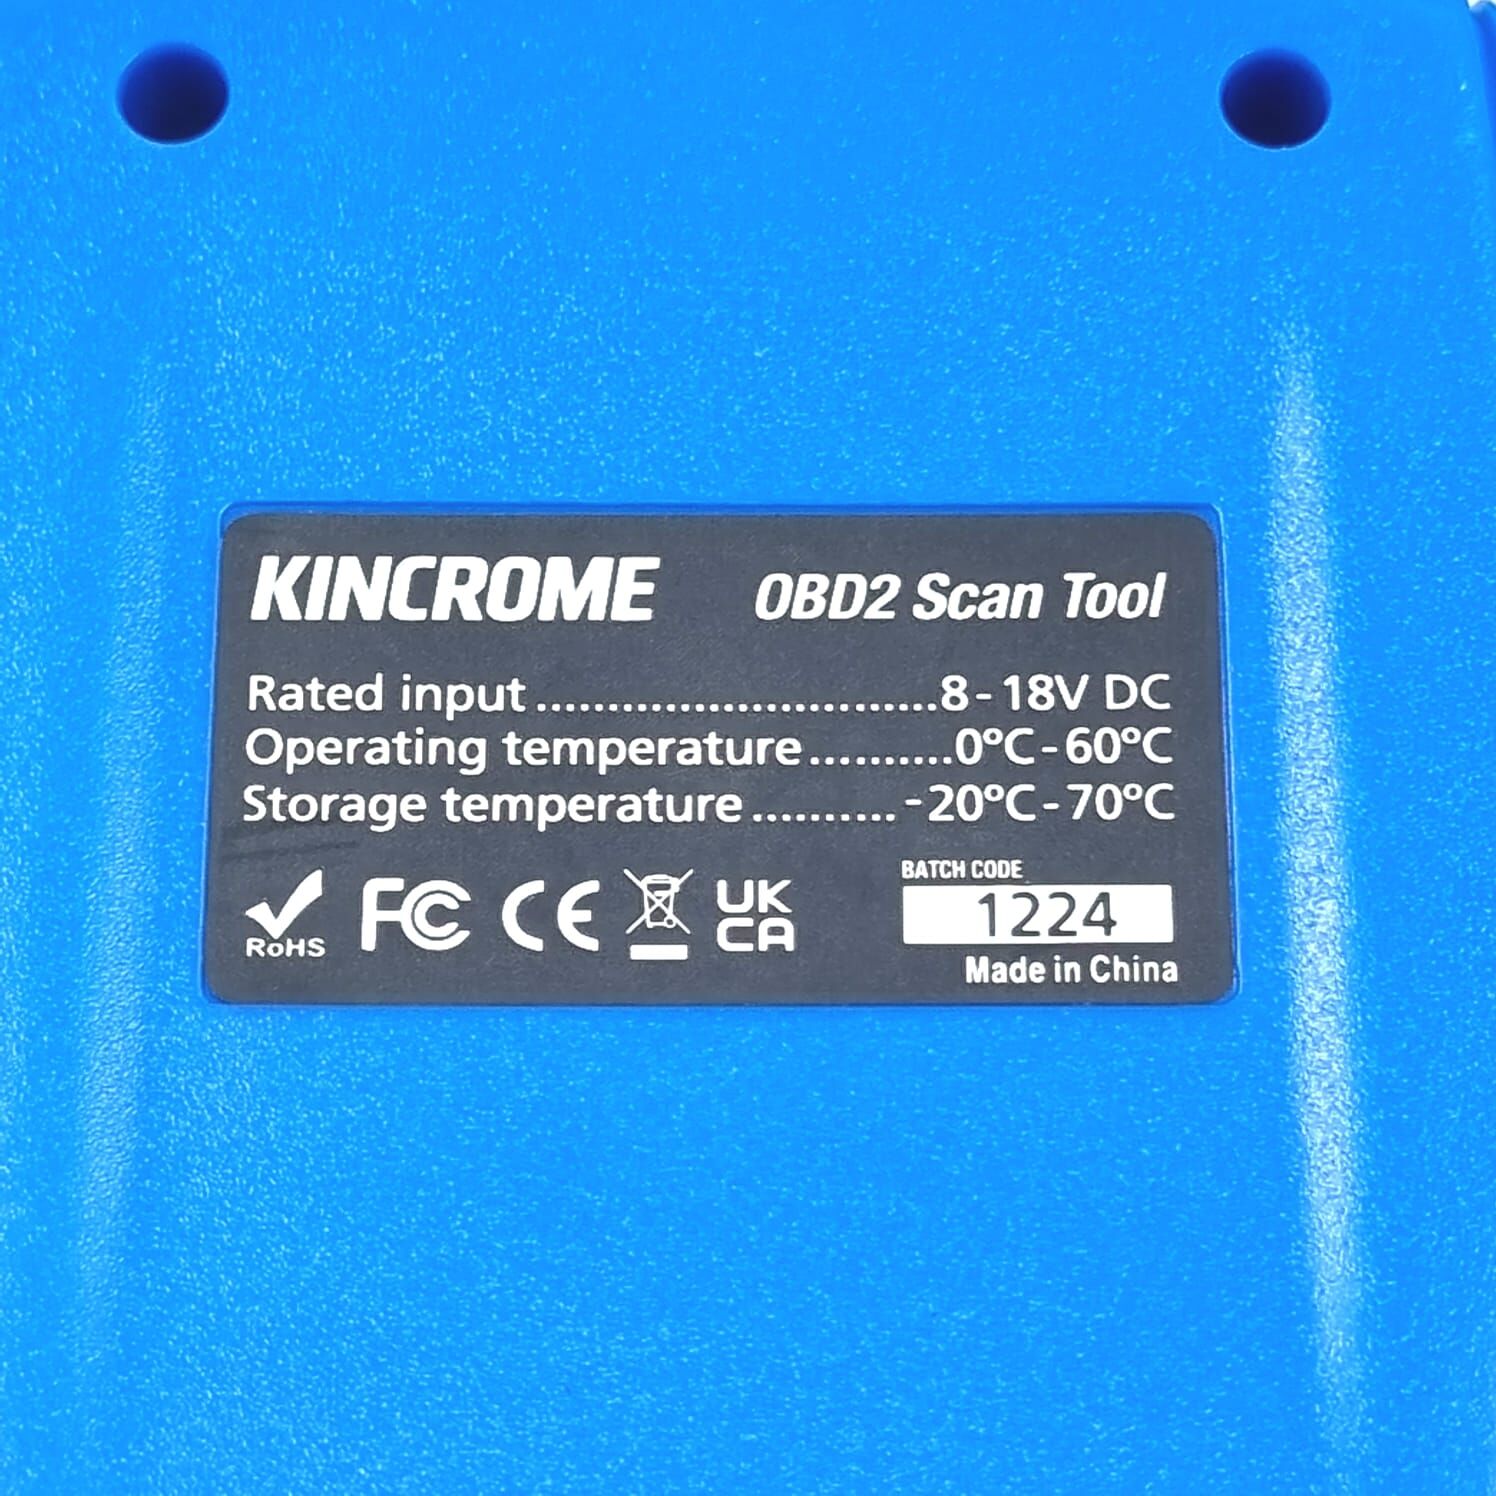 KINCROME OBD2 Scan Tool
Rated input............................8-18V DC
Operating temperature..........0°C-60°C
Storage temperature..........-20°C-70°C
BATCH CODE
RoHS FC CE UK CA 1224
Made in China